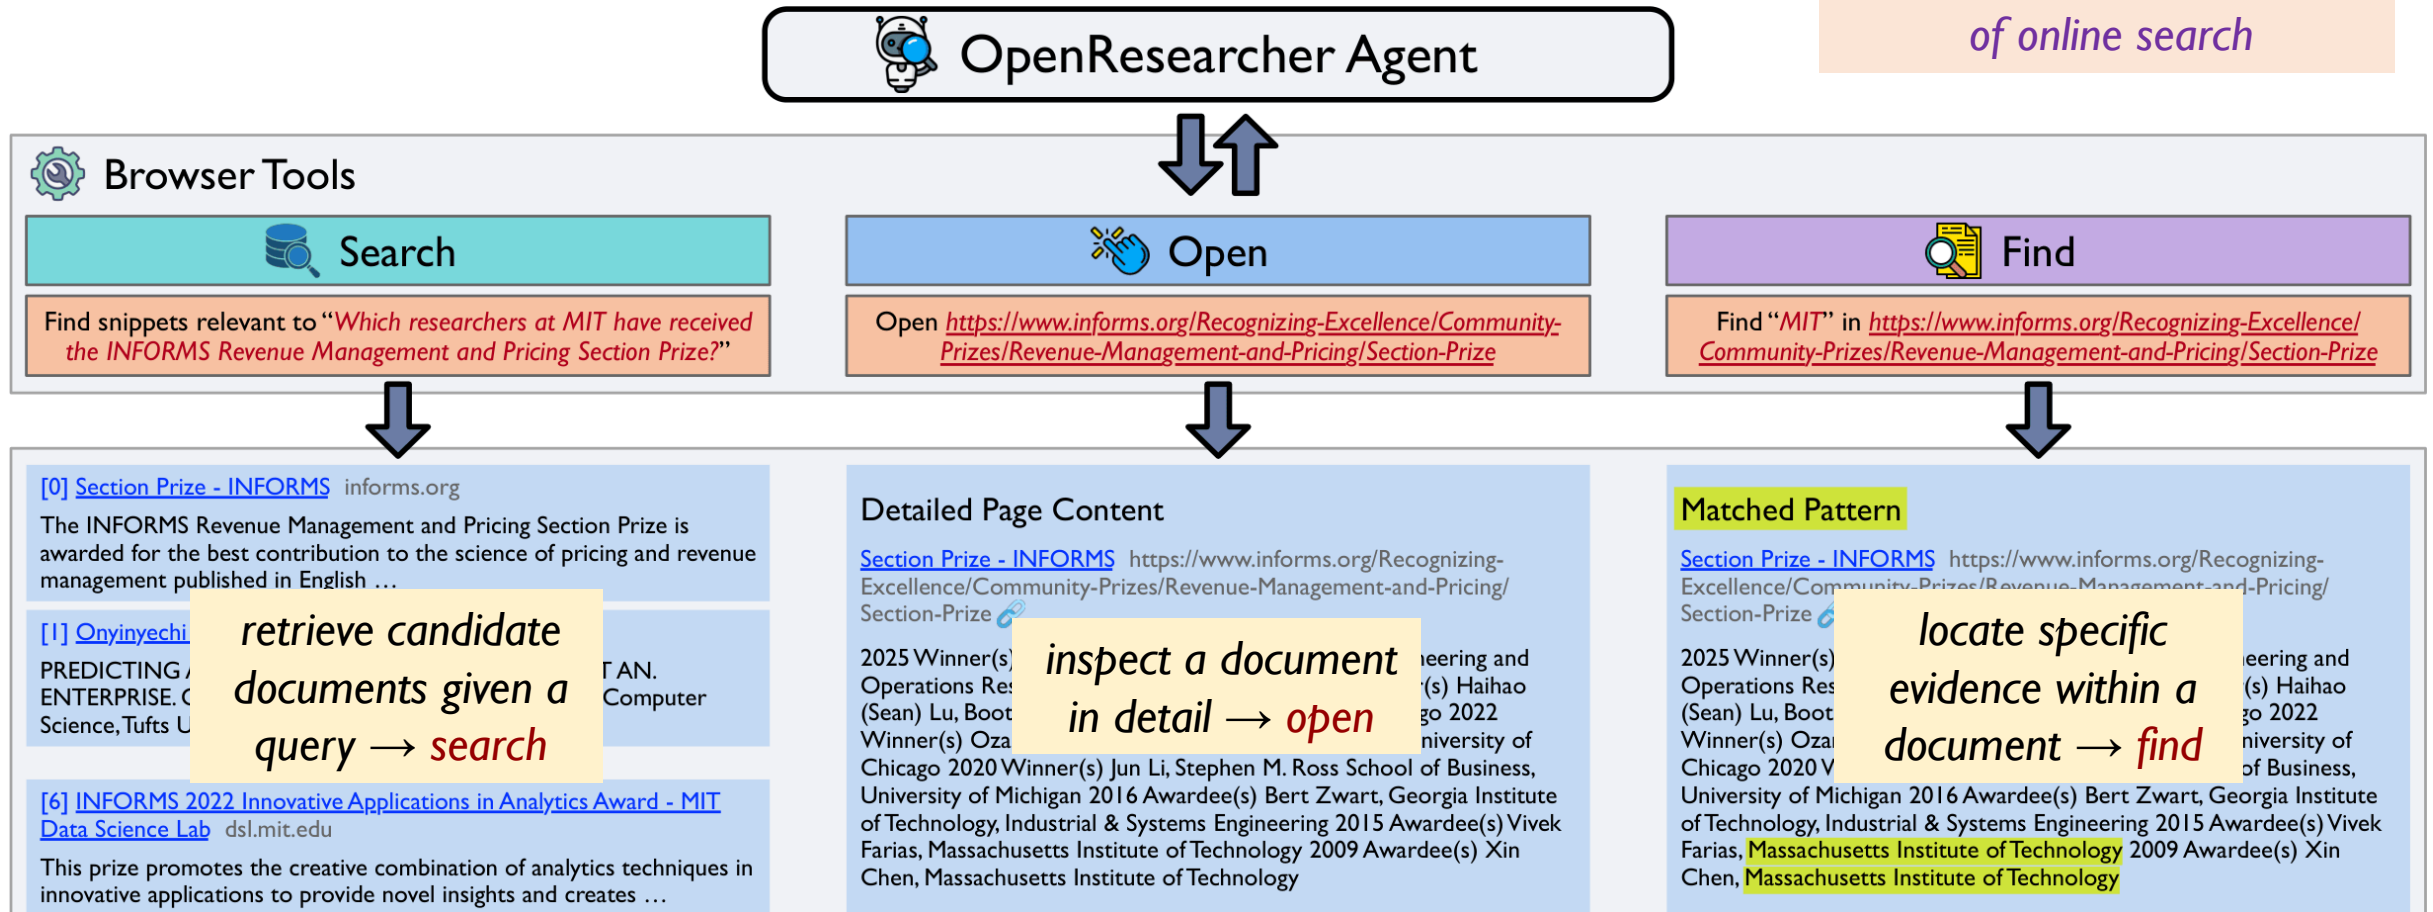 of online search
OpenResearcher Agent
Browser Tools
Search
Find snippets relevant to “Which researchers at MIT have received
the INFORMS Revenue Management and Pricing Section Prize?”
Open
Open https://www.informs.org/Recognizing-Excellence/Community-
Prizes/Revenue-Management-and-Pricing/Section-Prize
Find
Find “MIT” in https://www.informs.org/Recognizing-Excellence/
Community-Prizes/Revenue-Management-and-Pricing/Section-Prize
[0] Section Prize - INFORMS informs.org
The INFORMS Revenue Management and Pricing Section Prize is
awarded for the best contribution to the science of pricing and revenue
management published in English …
[1] Onyinyechi
PREDICTING AN.
ENTERPRISE. Computer
Science, Tufts
retrieve candidate
documents given a
query → search
[6] INFORMS 2022 Innovative Applications in Analytics Award - MIT
Data Science Lab dsl.mit.edu
This prize promotes the creative combination of analytics techniques in
innovative applications to provide novel insights and creates …
Detailed Page Content
Section Prize - INFORMS https://www.informs.org/Recognizing-
Excellence/Community-Prizes/Revenue-Management-and-Pricing/
Section-Prize
2025 Winner(s) and
Operations Haihao
(Sean) Lu, 2022
Winner(s) of
Chicago 2020 Winner(s) Jun Li, Stephen M. Ross School of Business,
University of Michigan 2016 Awardee(s) Bert Zwart, Georgia Institute
of Technology, Industrial & Systems Engineering 2015 Awardee(s) Vivek
Farias, Massachusetts Institute of Technology 2009 Awardee(s) Xin
Chen, Massachusetts Institute of Technology
inspect a document
in detail → open
Matched Pattern
Section Prize - INFORMS https://www.informs.org/Recognizing-
Excellence/Community-Prizes/Revenue-Management-and-Pricing/
Section-Prize
2025 Winner(s) and
Operations Haihao
(Sean) Lu, 2022
Winner(s) of
Chicago 2020 of Business,
University of Michigan 2016 Awardee(s) Bert Zwart, Georgia Institute
of Technology, Industrial & Systems Engineering 2015 Awardee(s) Vivek
Farias, Massachusetts Institute of Technology 2009 Awardee(s) Xin
Chen, Massachusetts Institute of Technology
locate specific
evidence within a
document → find